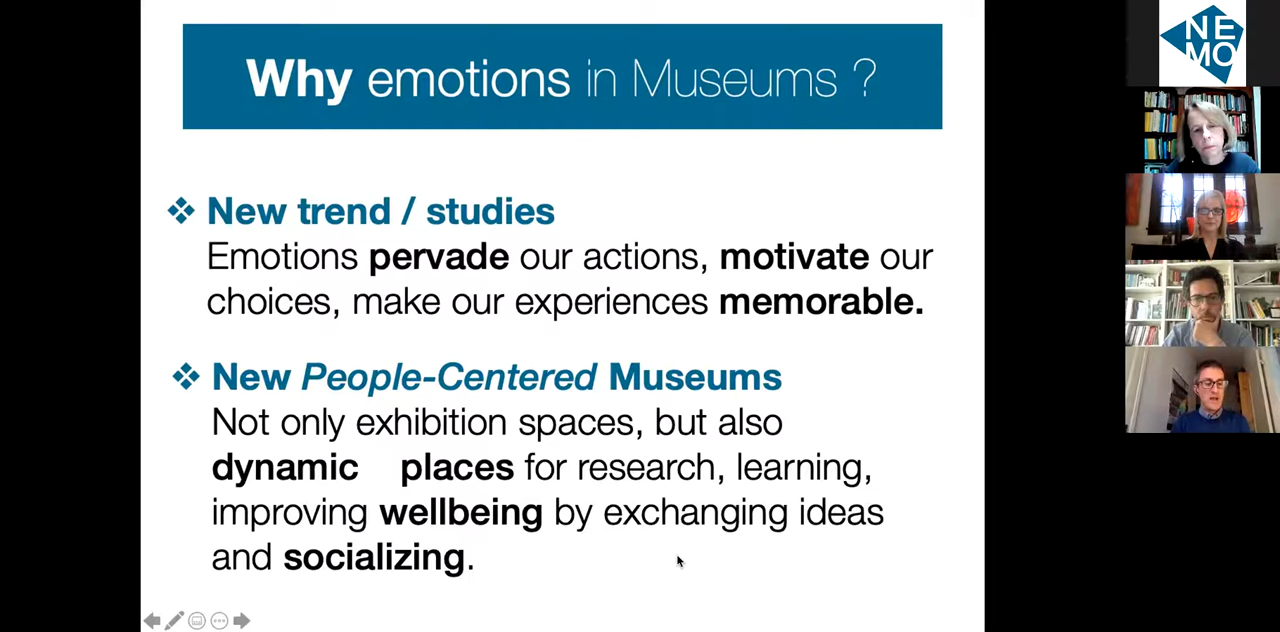 Why emotions in Museums ?
New trend / studies
Emotions pervade our actions, motivate our
choices, make our experiences memorable.
New People-Centered Museums
Not only exhibition spaces, but also
dynamic places for research, learning,
improving wellbeing by exchanging ideas
and socializing.
NE
MO